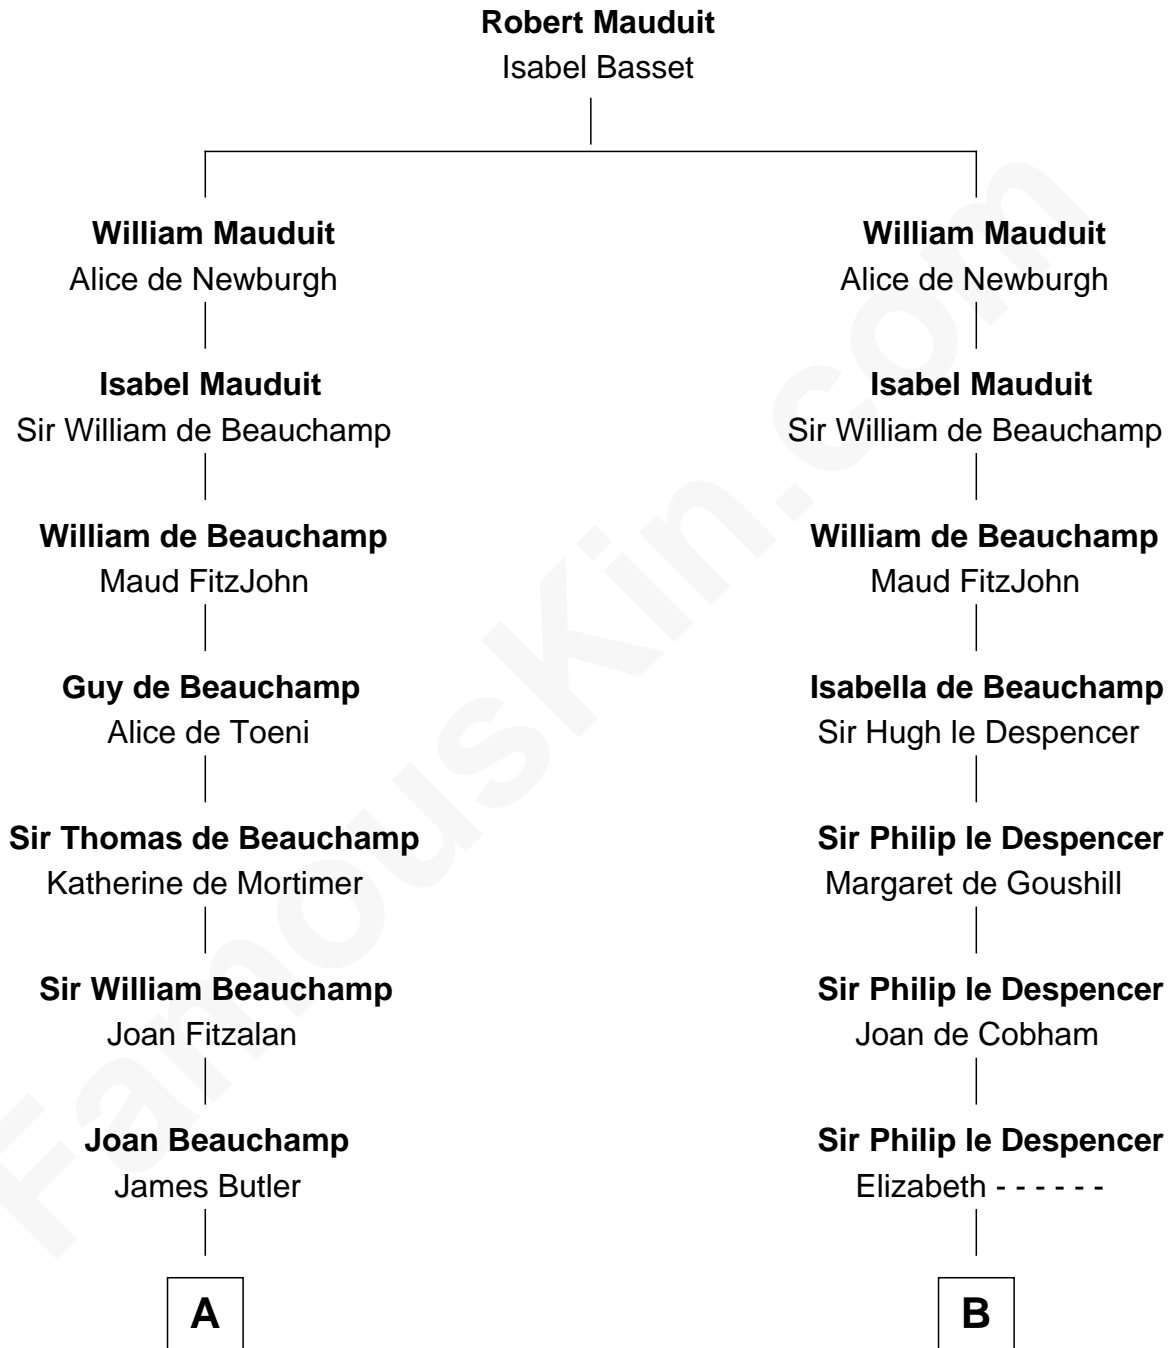 Robert Mauduit
Isabel Basset
William Mauduit
Alice de Newburgh
William Mauduit
Alice de Newburgh
Isabel Mauduit
Sir William de Beauchamp
Isabel Mauduit
Sir William de Beauchamp
William de Beauchamp
Maud FitzJohn
William de Beauchamp
Maud FitzJohn
Guy de Beauchamp
Alice de Toeni
Isabella de Beauchamp
Sir Hugh le Despencer
Sir Thomas de Beauchamp
Katherine de Mortimer
Sir Philip le Despencer
Margaret de Goushill
Sir William Beauchamp
Joan Fitzalan
Sir Philip le Despencer
Joan de Cobham
Joan Beauchamp
James Butler
Sir Philip le Despencer
Elizabeth - - - - - -
A
B
FamousKin.com